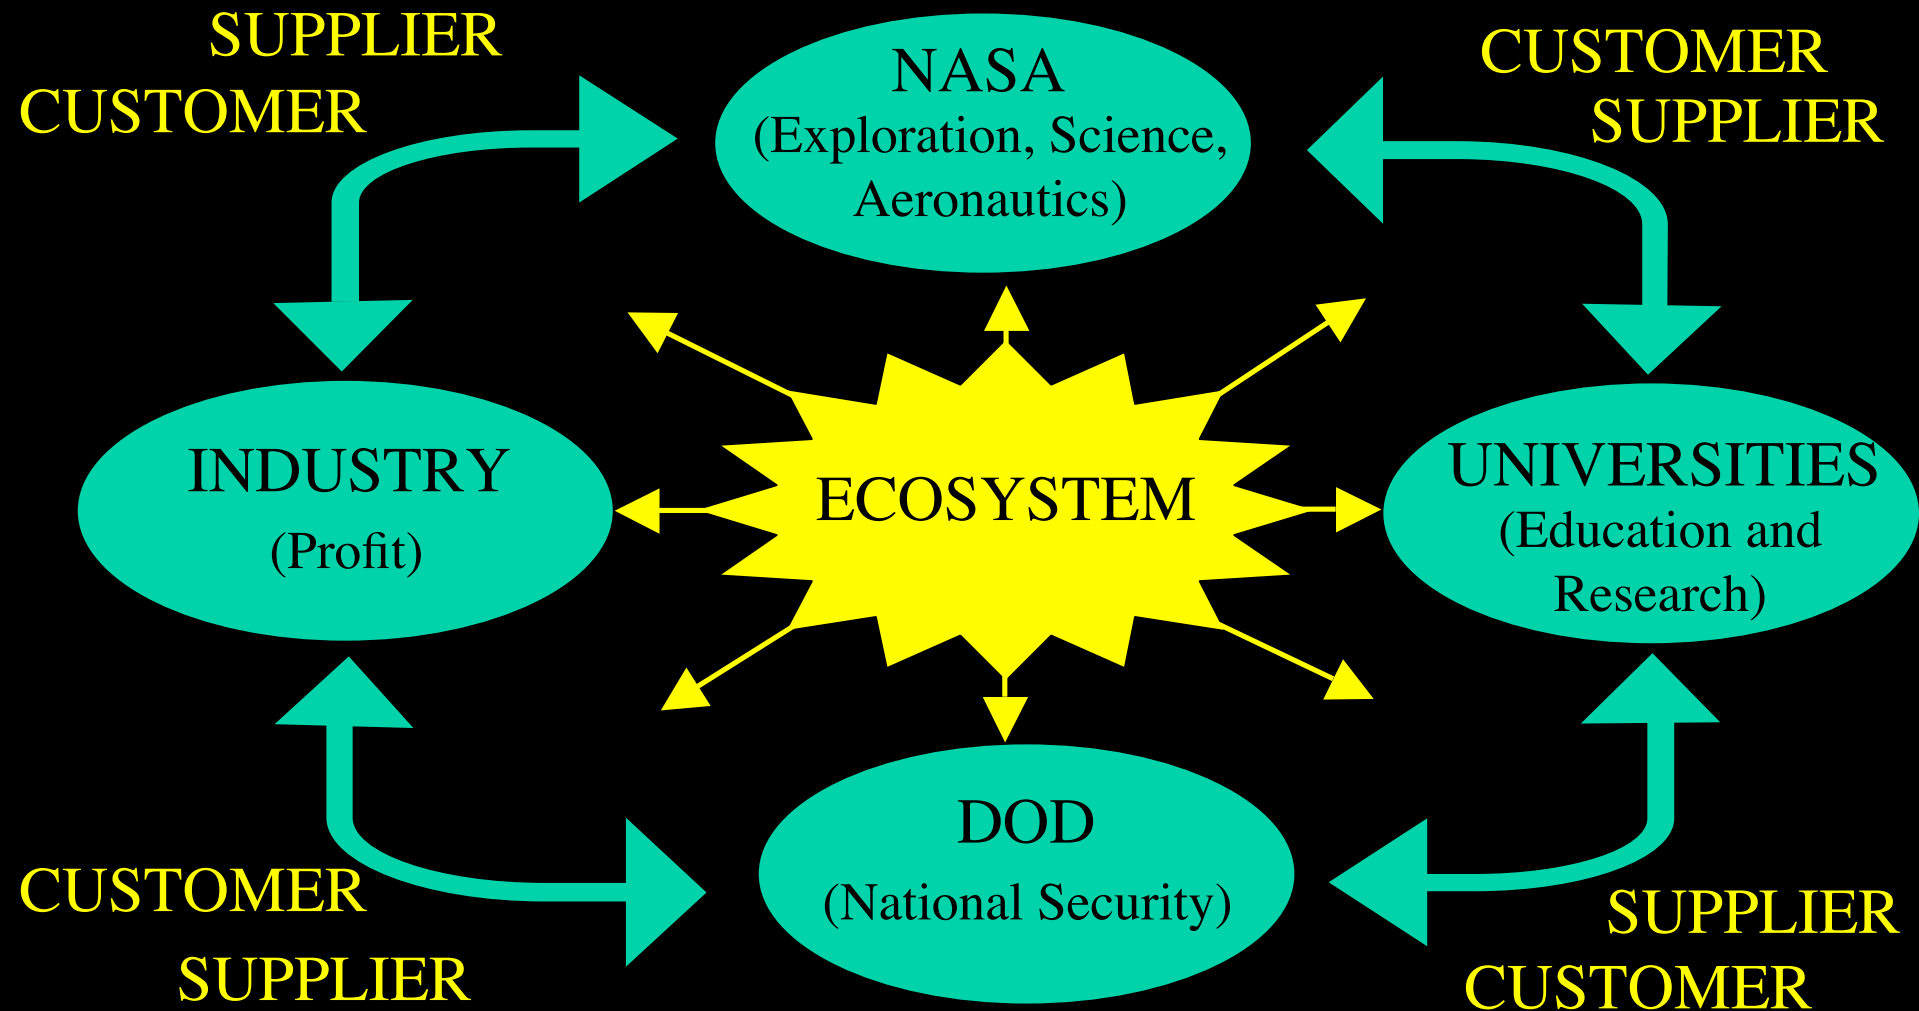 SUPPLIER
CUSTOMER
NASA
(Exploration, Science,
Aeronautics)
CUSTOMER
SUPPLIER
INDUSTRY
(Profit)
ECOSYSTEM
UNIVERSITIES
(Education and
Research)
DOD
(National Security)
CUSTOMER
SUPPLIER
SUPPLIER
CUSTOMER